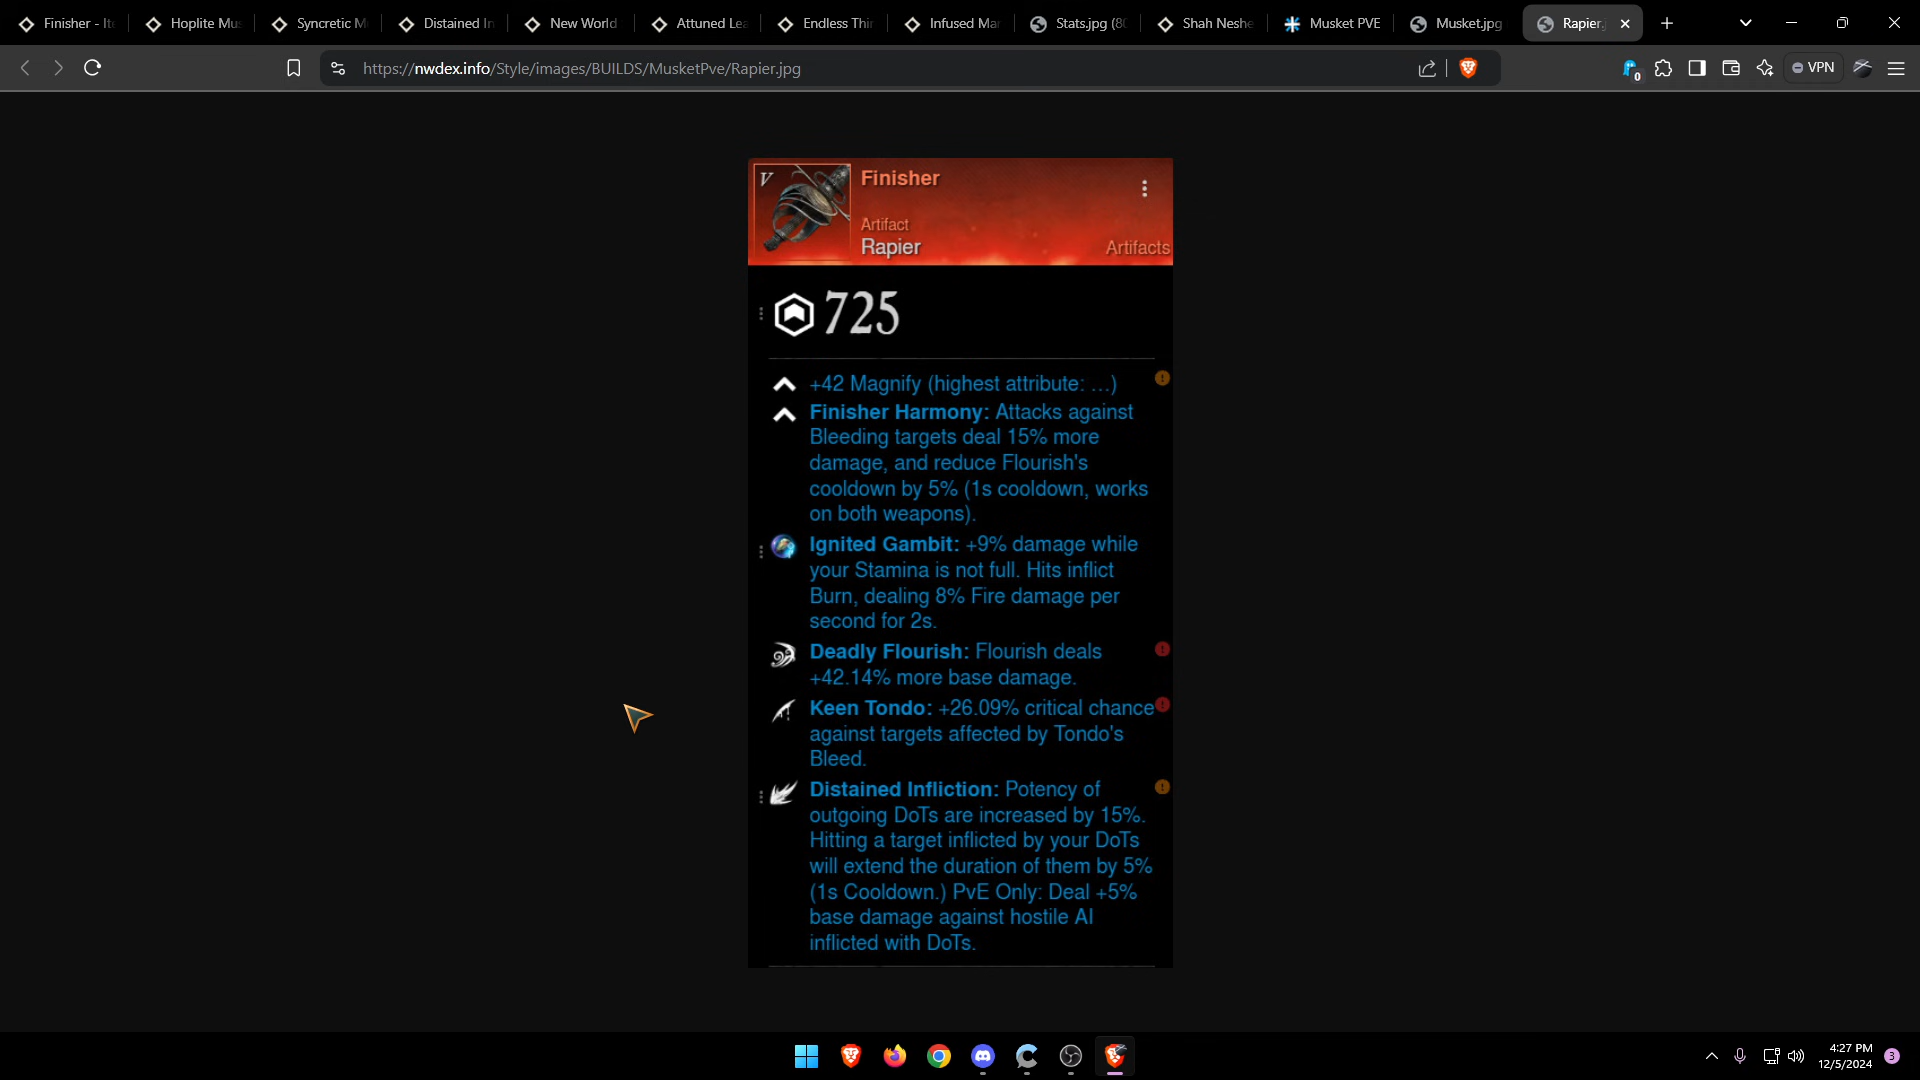 Finisher - It
Hoplite Mus
Syncretic M
Distained In
New World
Attuned Lea
Endless Thi
Infused Ma
Stats.jpg (80
Shah Neshe
Musket PVE
Musket.jpg
Rapier.
https://nwdex.info/Style/images/BUILDS/MusketPve/Rapier.jpg
0
VPN
V
Finisher
Artifact
Rapier
Artifacts
725
+42 Magnify (highest attribute: ...)
Finisher Harmony: Attacks against
Bleeding targets deal 15% more
damage, and reduce Flourish's
cooldown by 5% (1s cooldown, works
on both weapons).
Ignited Gambit: +9% damage while
your Stamina is not full. Hits inflict
Burn, dealing 8% Fire damage per
second for 2s.
Deadly Flourish: Flourish deals
+42.14% more base damage.
Keen Tondo: +26.09% critical chance
against targets affected by Tondo's
Bleed.
Distained Infliction: Potency of
outgoing DoTs are increased by 15%.
Hitting a target inflicted by your DoTs
will extend the duration of them by 5%
(1s Cooldown.) PvE Only: Deal +5%
base damage against hostile AI
inflicted with DoTs.
4:27 PM
12/5/2024
3